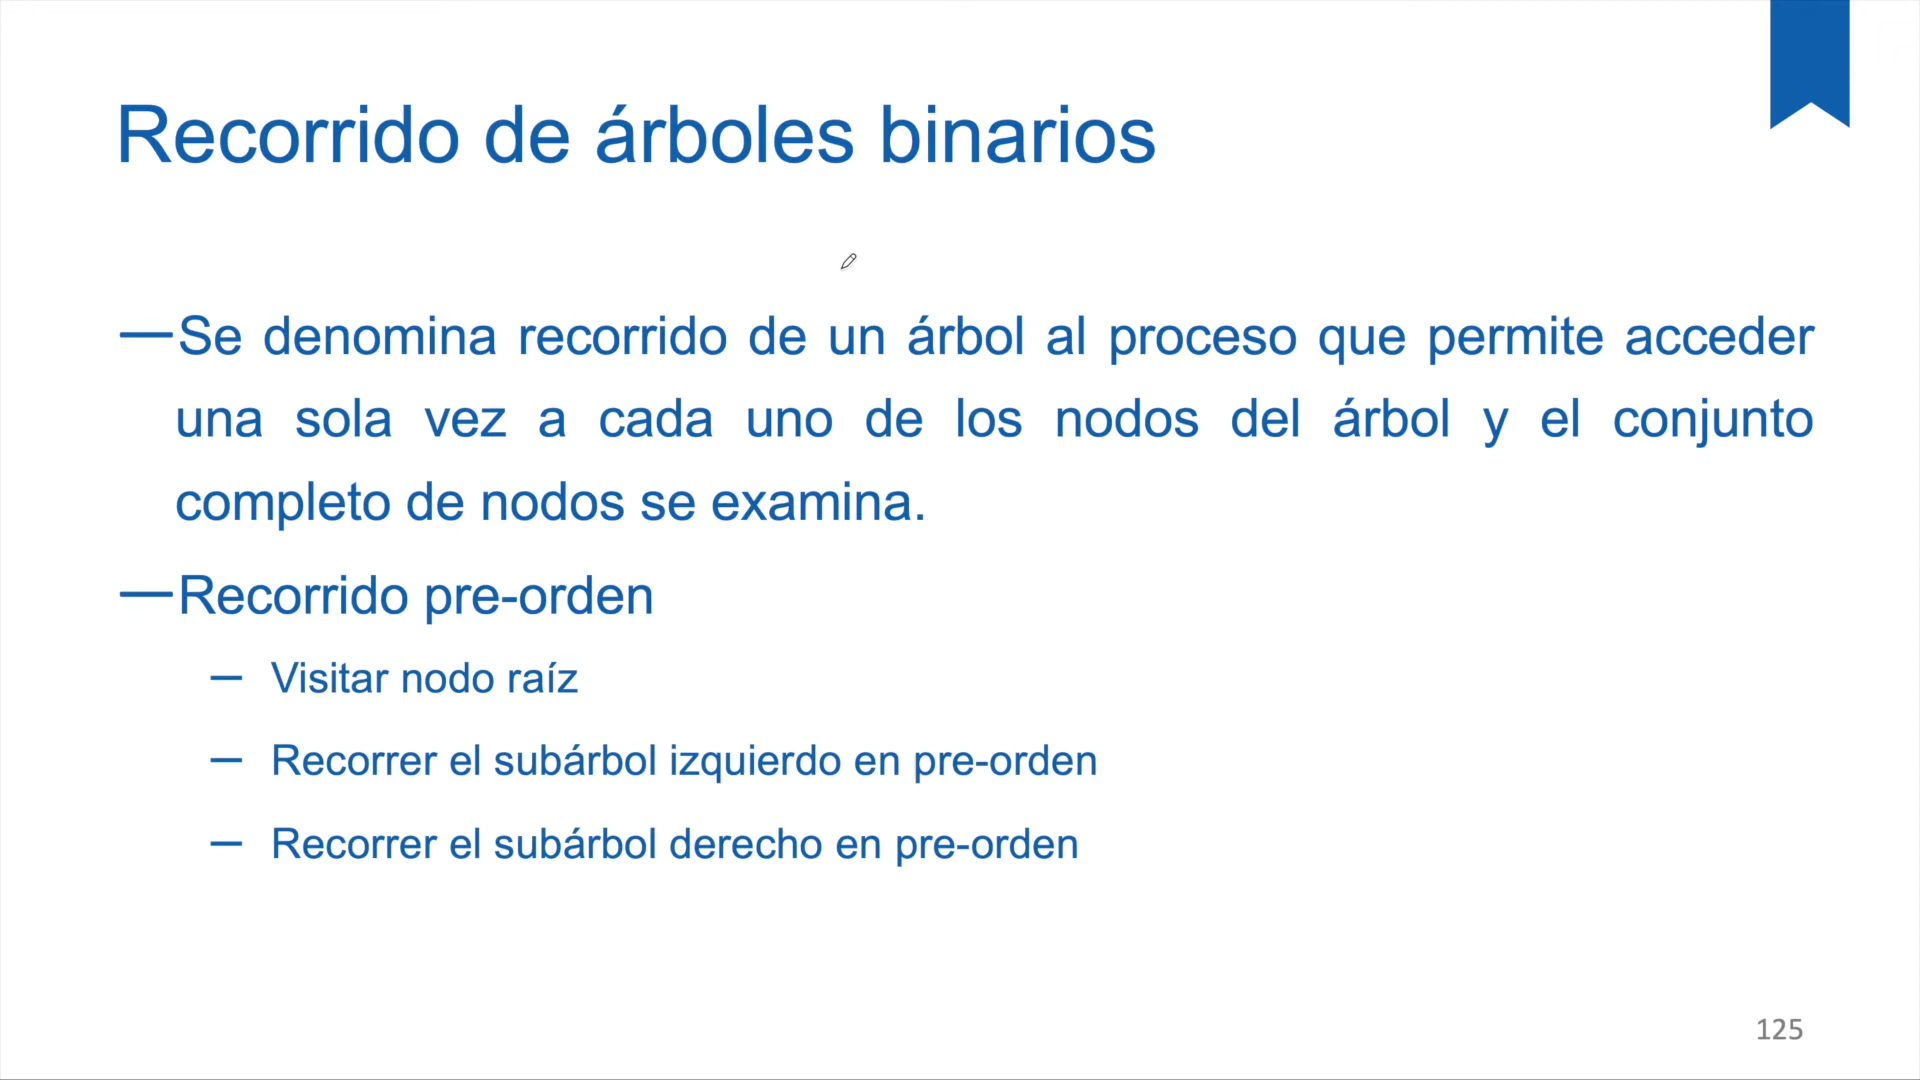 Recorrido de árboles binarios
—Se denomina recorrido de un árbol al proceso que permite acceder
una sola vez a cada uno de los nodos del árbol y el conjunto
completo de nodos se examina.
—Recorrido pre-orden
– Visitar nodo raíz
– Recorrer el subárbol izquierdo en pre-orden
– Recorrer el subárbol derecho en pre-orden
125